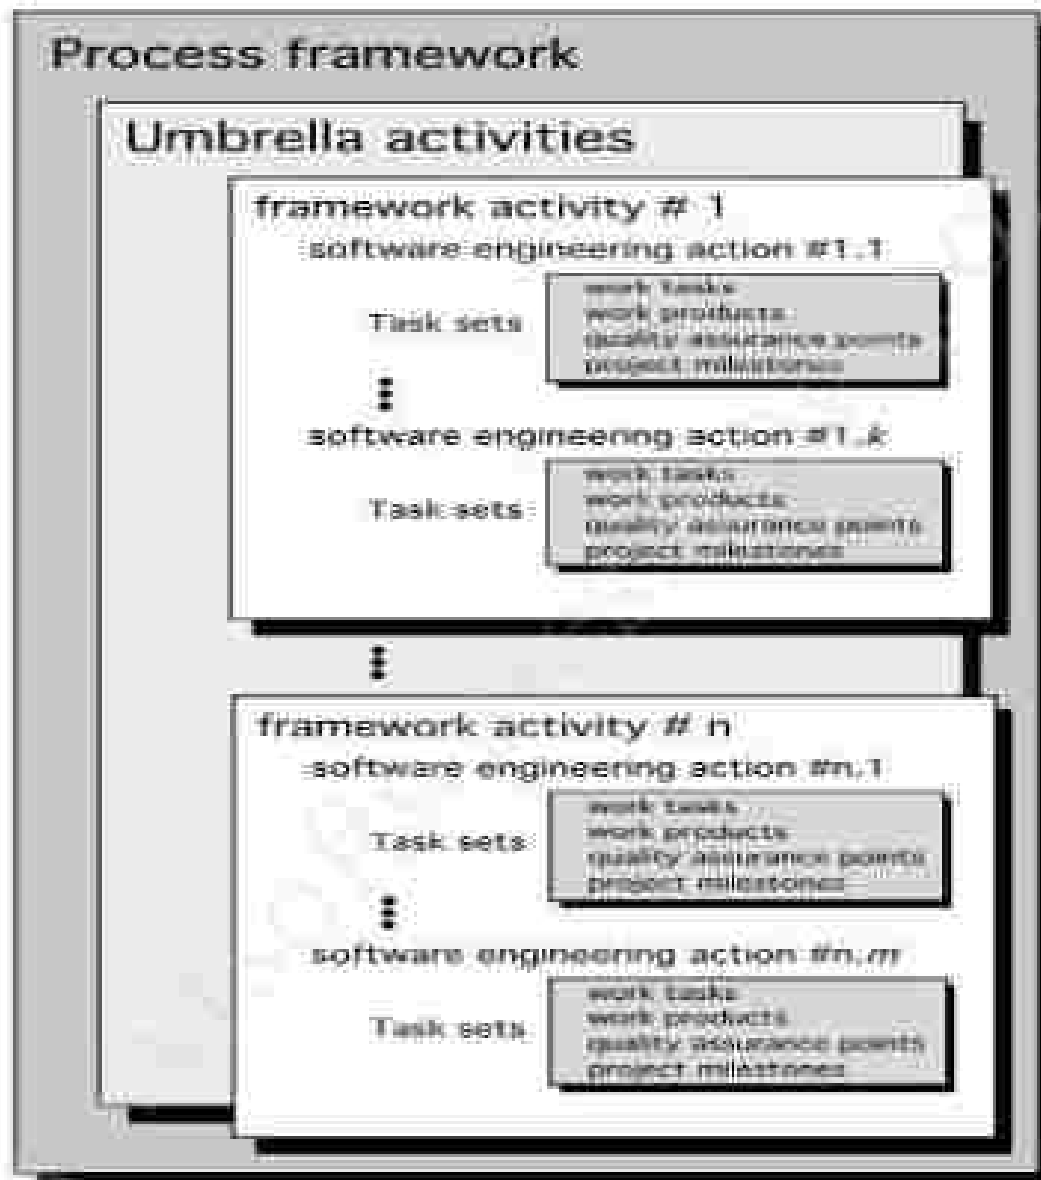 Process framework
Umbrella activities
framework activity # 1
software engineering action #1.1
Task sets
work tasks
work products
quality assurance points
project milestones
software engineering action #1.k
Task sets
work tasks
work products
quality assurance points
project milestones
framework activity # n
software engineering action #n.1
Task sets
work tasks
work products
quality assurance points
project milestones
software engineering action #n.m
Task sets
work tasks
work products
quality assurance points
project milestones